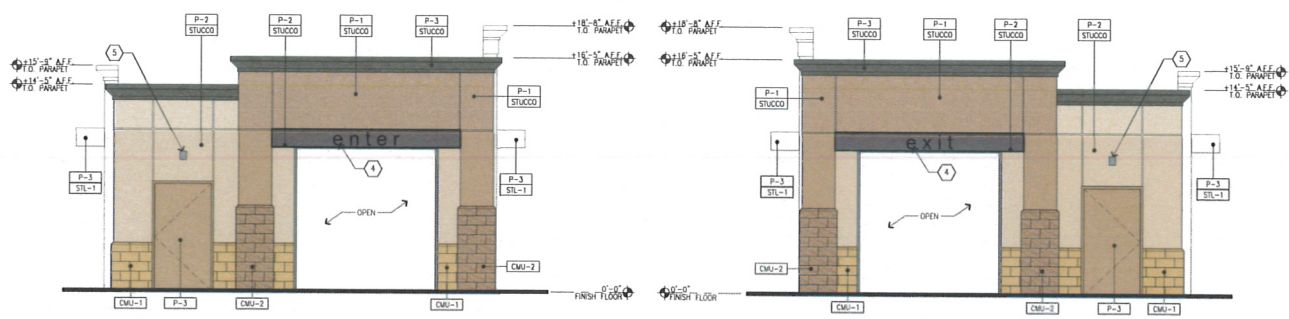 P-2
STUCCO
P-2
STUCCO
P-1
STUCCO
P-3
STUCCO
+18'-8" A.F.F.
T.O. PARAPET
+16'-5" A.F.F.
T.O. PARAPET
5
+15'-9" A.F.F.
T.O. PARAPET
+14'-5" A.F.F.
T.O. PARAPET
P-1
STUCCO
enter
4
P-3
STL-1
P-3
STL-1
OPEN
CMU-2
0'-0"
FINISH FLOOR
CMU-1
P-3
CMU-2
CMU-1
+18'-8" A.F.F.
T.O. PARAPET
+16'-5" A.F.F.
T.O. PARAPET
P-3
STUCCO
P-1
STUCCO
P-2
STUCCO
P-2
STUCCO
5
+15'-9" A.F.F.
T.O. PARAPET
+14'-5" A.F.F.
T.O. PARAPET
P-1
STUCCO
exit
4
P-3
STL-1
P-3
STL-1
OPEN
CMU-2
0'-0"
FINISH FLOOR
CMU-1
CMU-2
P-3
CMU-1